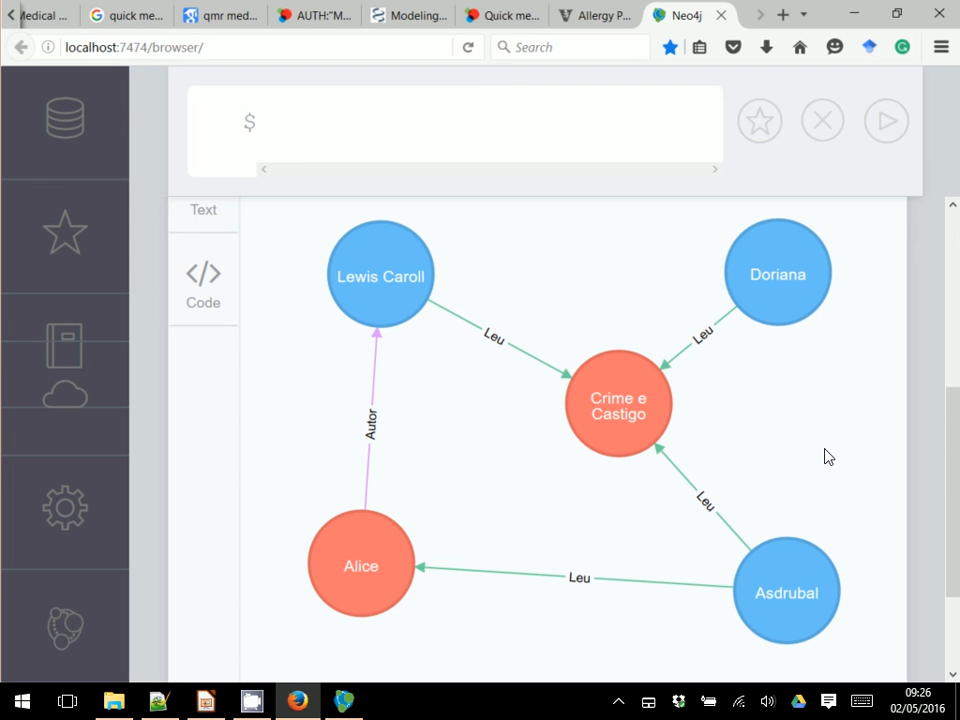 Medical ...
quick me...
qmr med...
AUTH:"M...
Modeling...
Quick me...
Allergy P...
Neo4j
localhost:7474/browser/
Search
$
Text
</>
Code
Lewis Caroll
Doriana
Leu
Leu
Crime e
Castigo
Autor
Leu
Alice
Leu
Asdrubal
09:26
02/05/2016